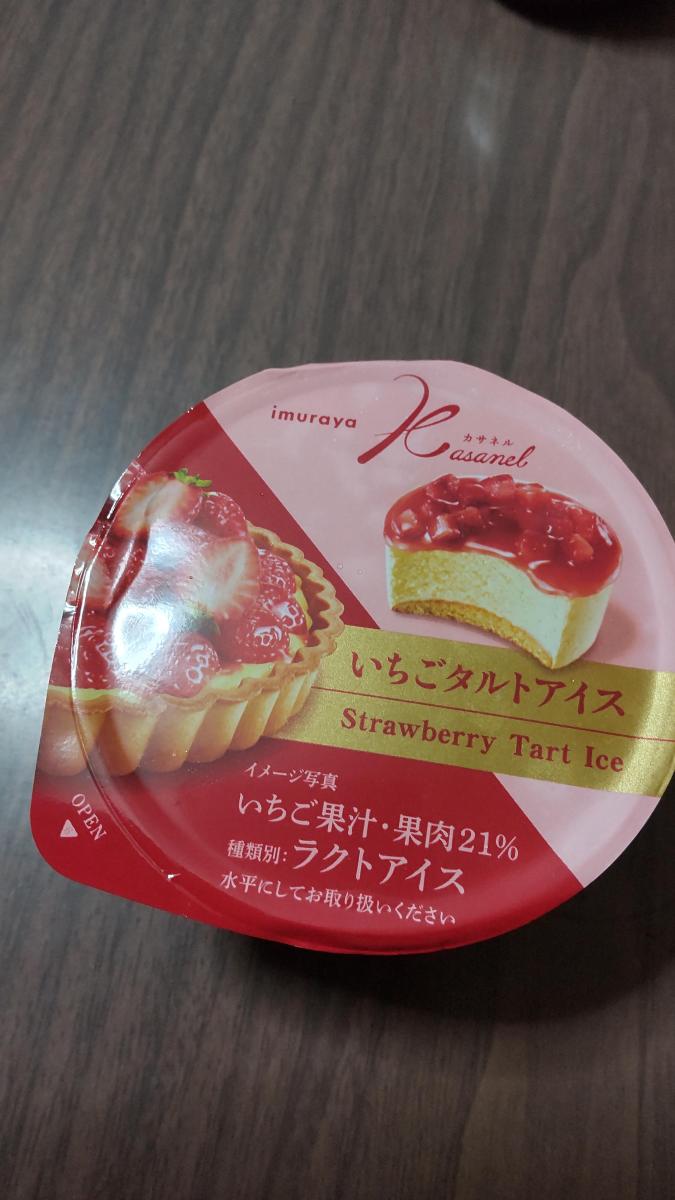 imuraya
カサネル
Kasanel
いちごタルトアイス
Strawberry Tart Ice
イメージ写真
いちご果汁・果肉21%
種類別:ラクトアイス
水平にしてお取り扱いください
OPEN